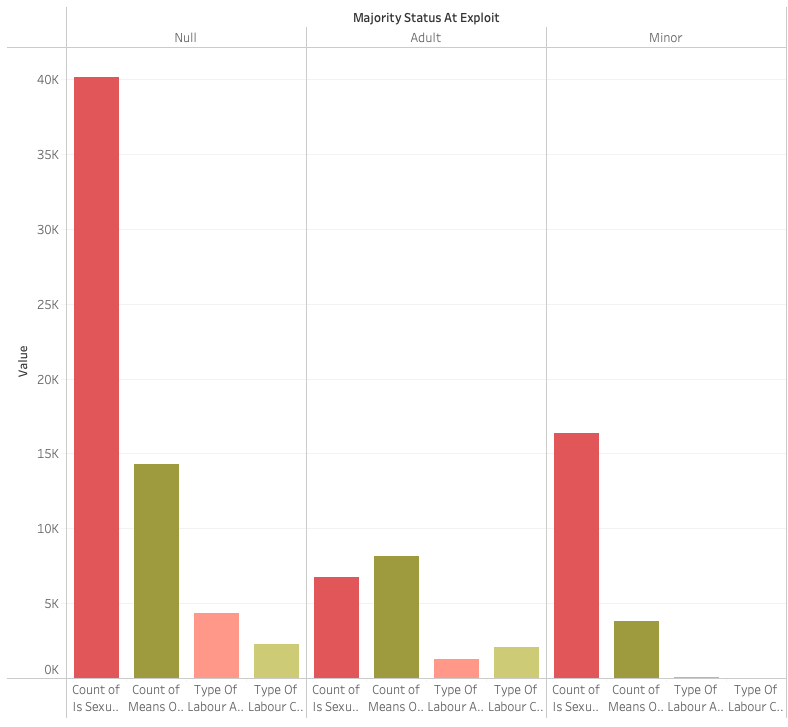 Majority Status At Exploit
Null
Adult
Minor
40K
35K
30K
25K
20K
15K
10K
5K
0K
Value
Count of Is Sexu..
Count of Means O..
Type Of Labour A..
Type Of Labour C..
Count of Is Sexu..
Count of Means O..
Type Of Labour A..
Type Of Labour C..
Count of Is Sexu..
Count of Means O..
Type Of Labour A..
Type Of Labour C..